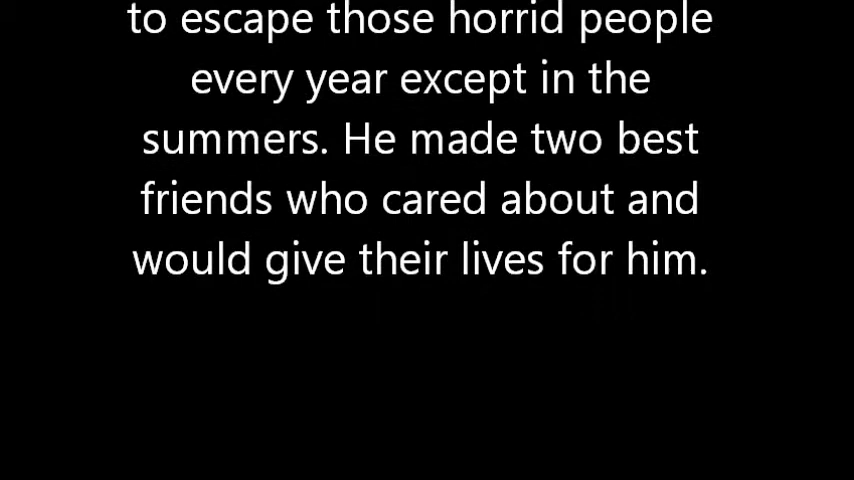 to escape those horrid people
every year except in the
summers. He made two best
friends who cared about and
would give their lives for him.